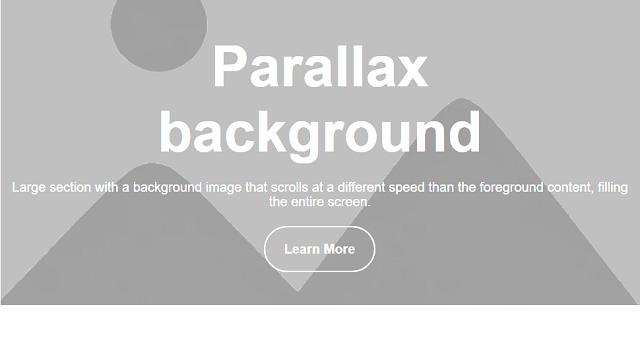 Parallax
background
Large section with a background image that scrolls at a different speed than the foreground content, filling
the entire screen.
Learn More